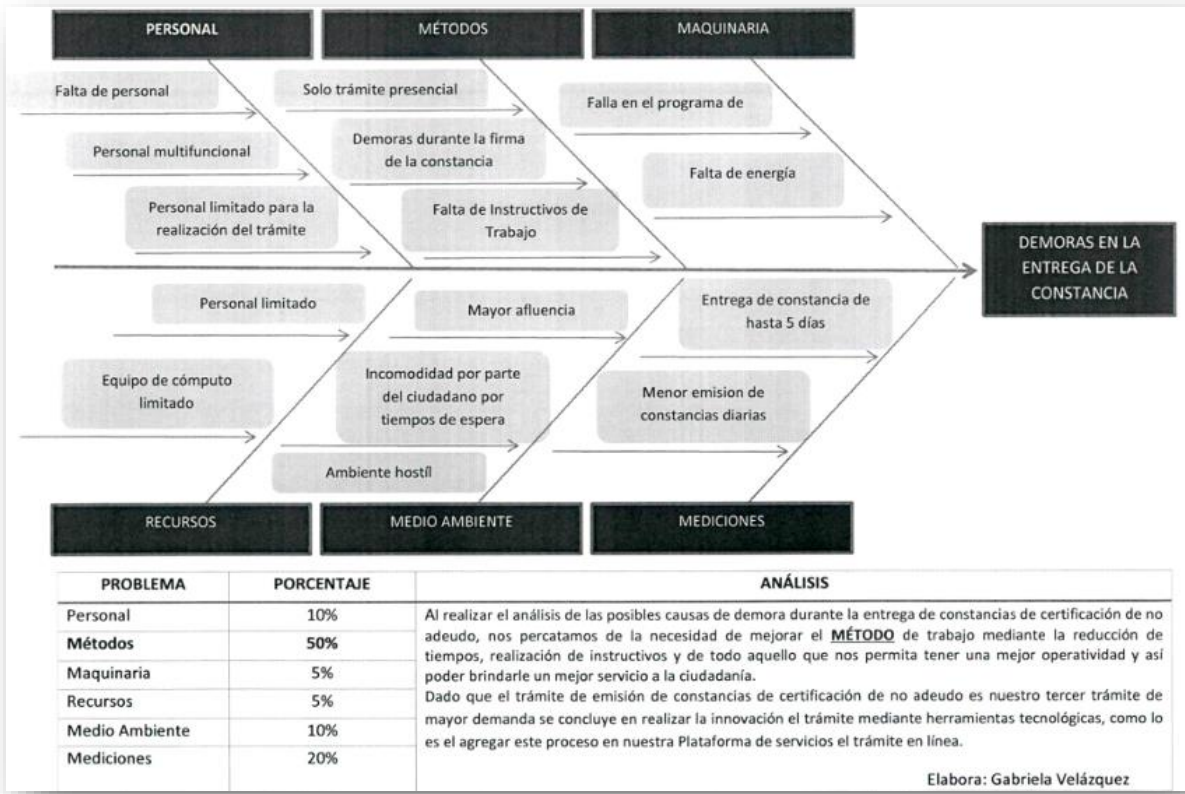 PERSONAL
MÉTODOS
MAQUINARIA
Falta de personal
Personal multifuncional
Personal limitado para la
realización del trámite
Solo trámite presencial
Demoras durante la firma
de la constancia
Falta de Instructivos de
Trabajo
Falla en el programa de
Falta de energía
DEMORAS EN LA
ENTREGA DE LA
CONSTANCIA
Personal limitado
Equipo de cómputo
limitado
Mayor afluencia
Incomodidad por parte
del ciudadano por
tiempos de espera
Ambiente hostíl
Entrega de constancia de
hasta 5 días
Menor emision de
constancias diarias
RECURSOS
MEDIO AMBIENTE
MEDICIONES
PROBLEMA PORCENTAJE ANÁLISIS
Personal 10%
Métodos 50%
Maquinaria 5%
Recursos 5%
Medio Ambiente 10%
Mediciones 20%
Al realizar el análisis de las posibles causas de demora durante la entrega de constancias de certificación de no
adeudo, nos percatamos de la necesidad de mejorar el MÉTODO de trabajo mediante la reducción de
tiempos, realización de instructivos y de todo aquello que nos permita tener una mejor operatividad y así
poder brindarle un mejor servicio a la ciudadanía.
Dado que el trámite de emisión de constancias de certificación de no adeudo es nuestro tercer trámite de
mayor demanda se concluye en realizar la innovación el trámite mediante herramientas tecnológicas, como lo
es el agregar este proceso en nuestra Plataforma de servicios el trámite en línea.
Elabora: Gabriela Velázquez